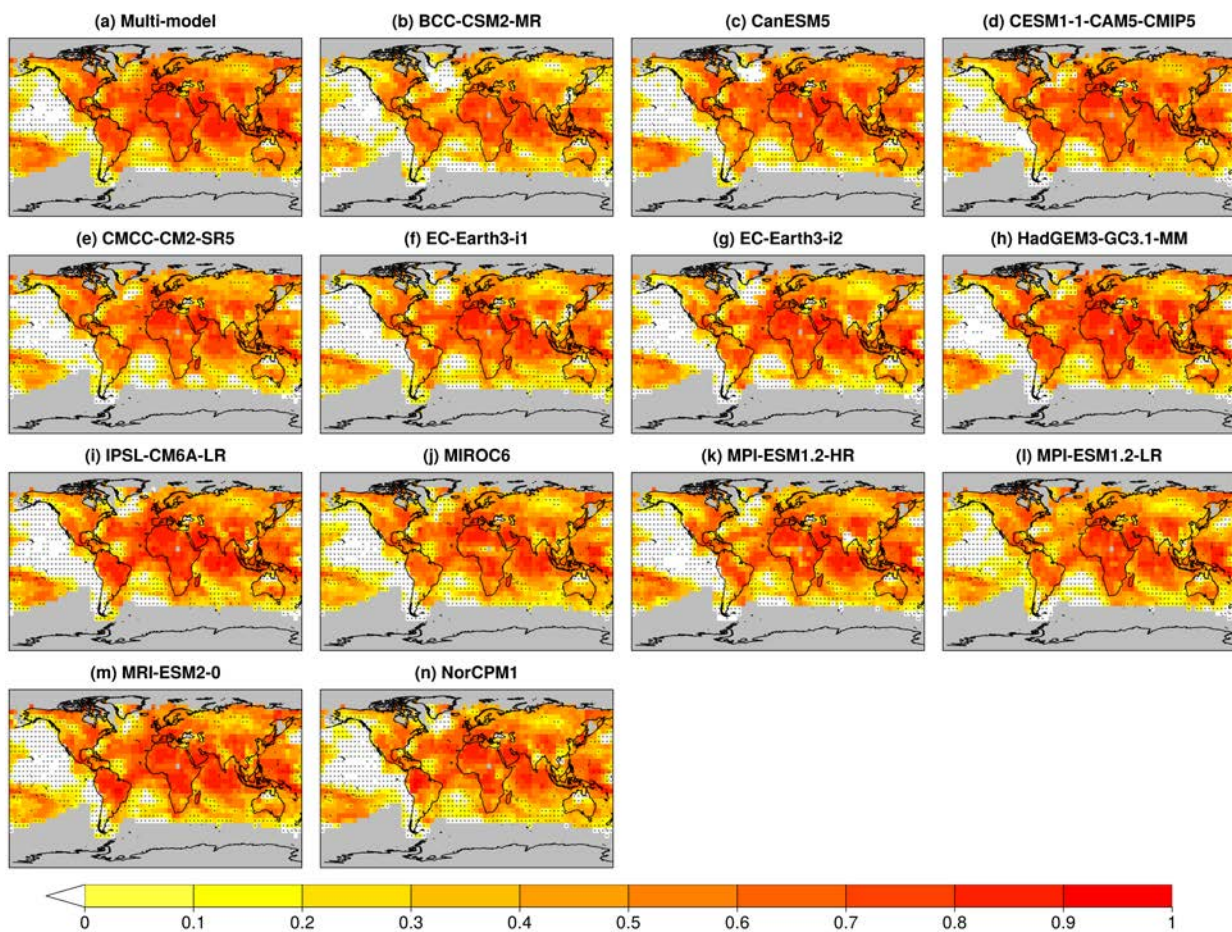 (a) Multi-model
(b) BCC-CSM2-MR
(c) CanESM5
(d) CESM1-1-CAM5-CMIP5
(e) CMCC-CM2-SR5
(f) EC-Earth3-i1
(g) EC-Earth3-i2
(h) HadGEM3-GC3.1-MM
(i) IPSL-CM6A-LR
(j) MIROC6
(k) MPI-ESM1.2-HR
(l) MPI-ESM1.2-LR
(m) MRI-ESM2-0
(n) NorCPM1
0 0.1 0.2 0.3 0.4 0.5 0.6 0.7 0.8 0.9 1